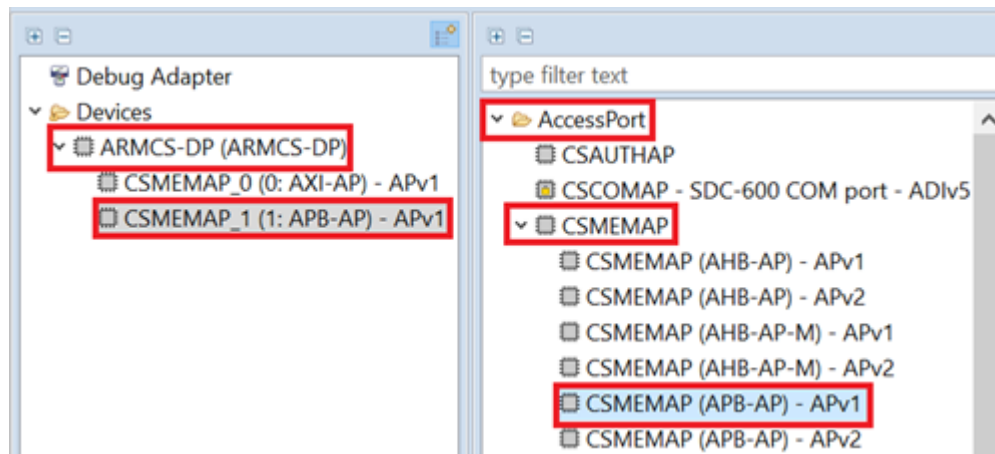 Debug Adapter
Devices
ARMCS-DP (ARMCS-DP)
CSMEMAP_0 (0: AXI-AP) - APv1
CSMEMAP_1 (1: APB-AP) - APv1
type filter text
AccessPort
CSAUTHAP
CSCOMAP - SDC-600 COM port - ADIv5
CSMEMAP
CSMEMAP (AHB-AP) - APv1
CSMEMAP (AHB-AP) - APv2
CSMEMAP (AHB-AP-M) - APv1
CSMEMAP (AHB-AP-M) - APv2
CSMEMAP (APB-AP) - APv1
CSMEMAP (APB-AP) - APv2